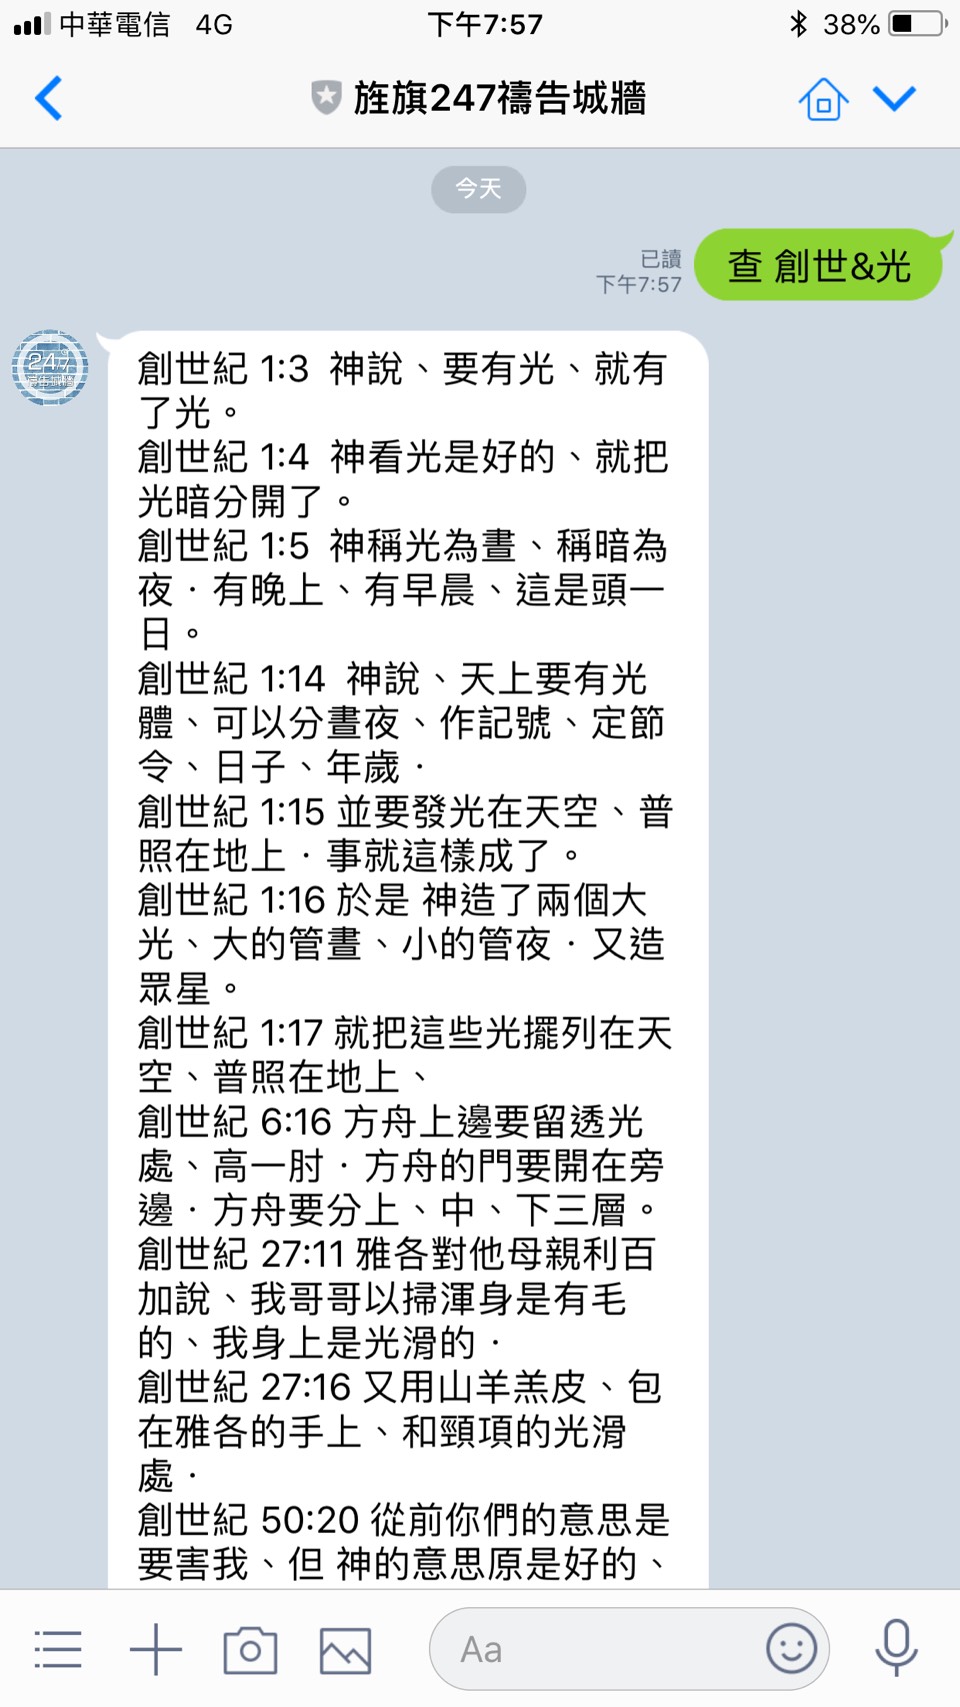 中華電信 4G 下午7:57 38%
旌旗247禱告城牆
今天
查 創世&光
已讀
下午7:57
247
創世紀 1:3 神說、要有光、就有
了光。
創世紀 1:4 神看光是好的、就把
光暗分開了。
創世紀 1:5 神稱光為晝、稱暗為
夜．有晚上、有早晨、這是頭一
日。
創世紀 1:14 神說、天上要有光
體、可以分晝夜、作記號、定節
令、日子、年歲．
創世紀 1:15 並要發光在天空、普
照在地上．事就這樣成了。
創世紀 1:16 於是 神造了兩個大
光、大的管晝、小的管夜．又造
眾星。
創世紀 1:17 就把這些光擺列在天
空、普照在地上、
創世紀 6:16 方舟上邊要留透光
處、高一肘．方舟的門要開在旁
邊．方舟要分上、中、下三層。
創世紀 27:11 雅各對他母親利百
加說、我哥哥以掃渾身是有毛
的、我身上是光滑的．
創世紀 27:16 又用山羊羔皮、包
在雅各的手上、和頸項的光滑
處．
創世紀 50:20 從前你們的意思是
要害我、但 神的意思原是好的、
Aa